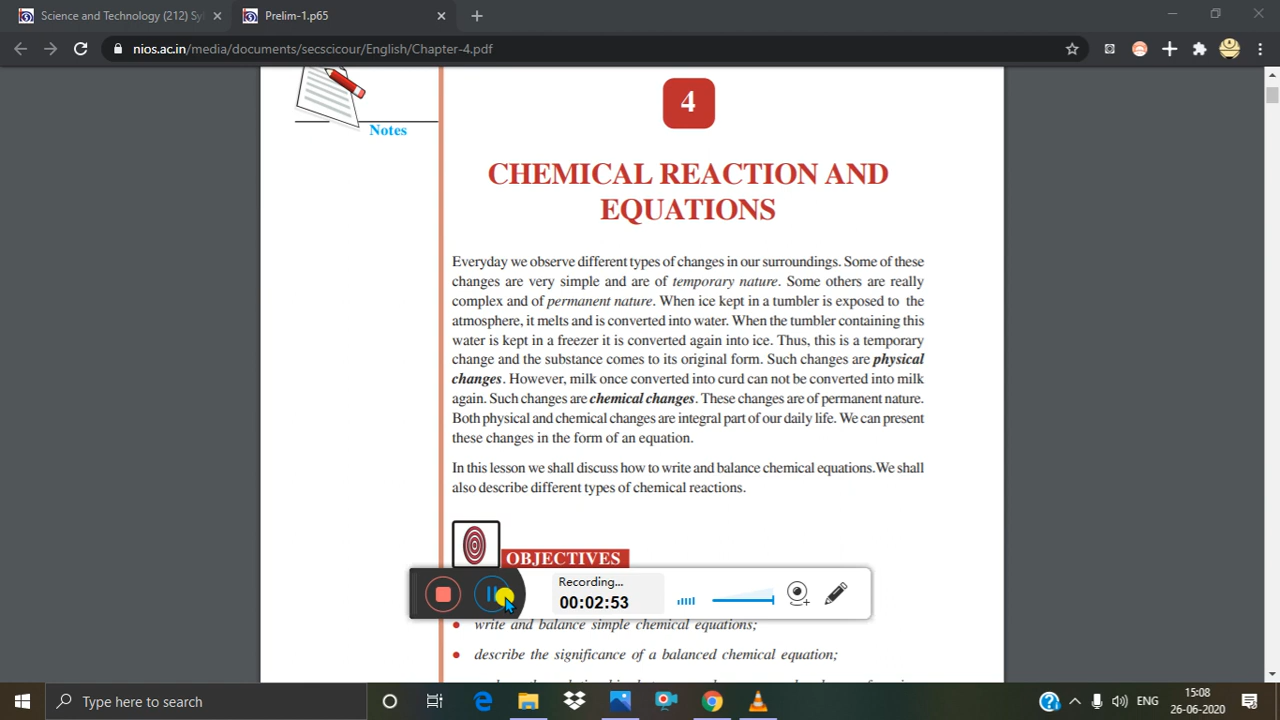 Science and Technology (212) Sy
Prelim-1.p65
nios.ac.in/media/documents/secscicour/English/Chapter-4.pdf
Notes
4
CHEMICAL REACTION AND
EQUATIONS
Everyday we observe different types of changes in our surroundings. Some of these
changes are very simple and are of temporary nature. Some others are really
complex and of permanent nature. When ice kept in a tumbler is exposed to the
atmosphere, it melts and is converted into water. When the tumbler containing this
water is kept in a freezer it is converted again into ice. Thus, this is a temporary
change and the substance comes to its original form. Such changes are physical
changes. However, milk once converted into curd can not be converted into milk
again. Such changes are chemical changes. These changes are of permanent nature.
Both physical and chemical changes are integral part of our daily life. We can present
these changes in the form of an equation.
In this lesson we shall discuss how to write and balance chemical equations.We shall
also describe different types of chemical reactions.
OBJECTIVES
Recording...
00:02:53
write and balance simple chemical equations;
describe the significance of a balanced chemical equation;
Type here to search
ENG
15:08
26-06-2020